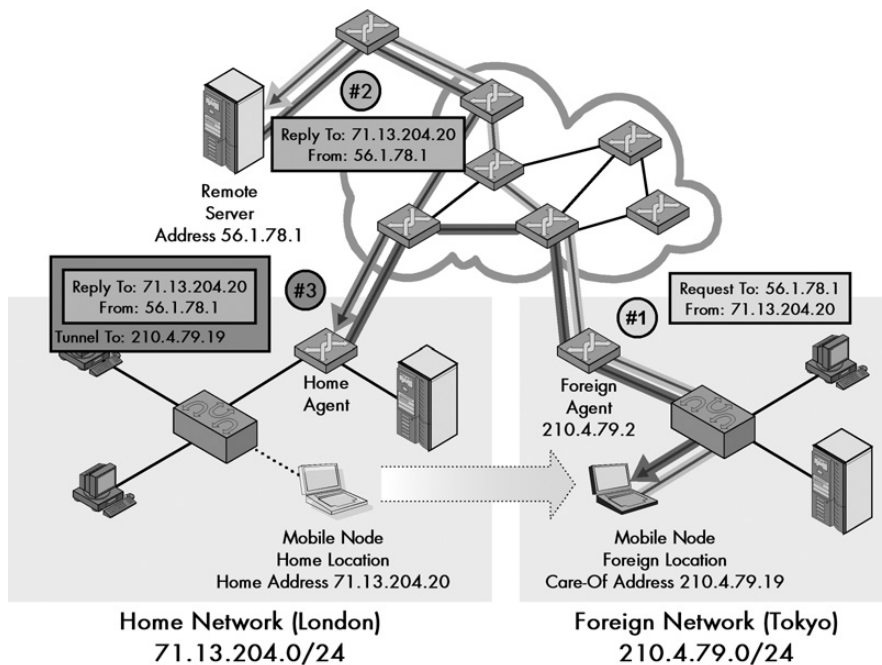 #2
Reply To: 71.13.204.20
From: 56.1.78.1
Remote
Server
Address 56.1.78.1
Reply To: 71.13.204.20
From: 56.1.78.1
Tunnel To: 210.4.79.19
#3
#1
Request To: 56.1.78.1
From: 71.13.204.20
Home
Agent
Foreign
Agent
210.4.79.2
Mobile Node
Home Location
Home Address 71.13.204.20
Mobile Node
Foreign Location
Care-Of Address 210.4.79.19
Home Network (London)
71.13.204.0/24
Foreign Network (Tokyo)
210.4.79.0/24